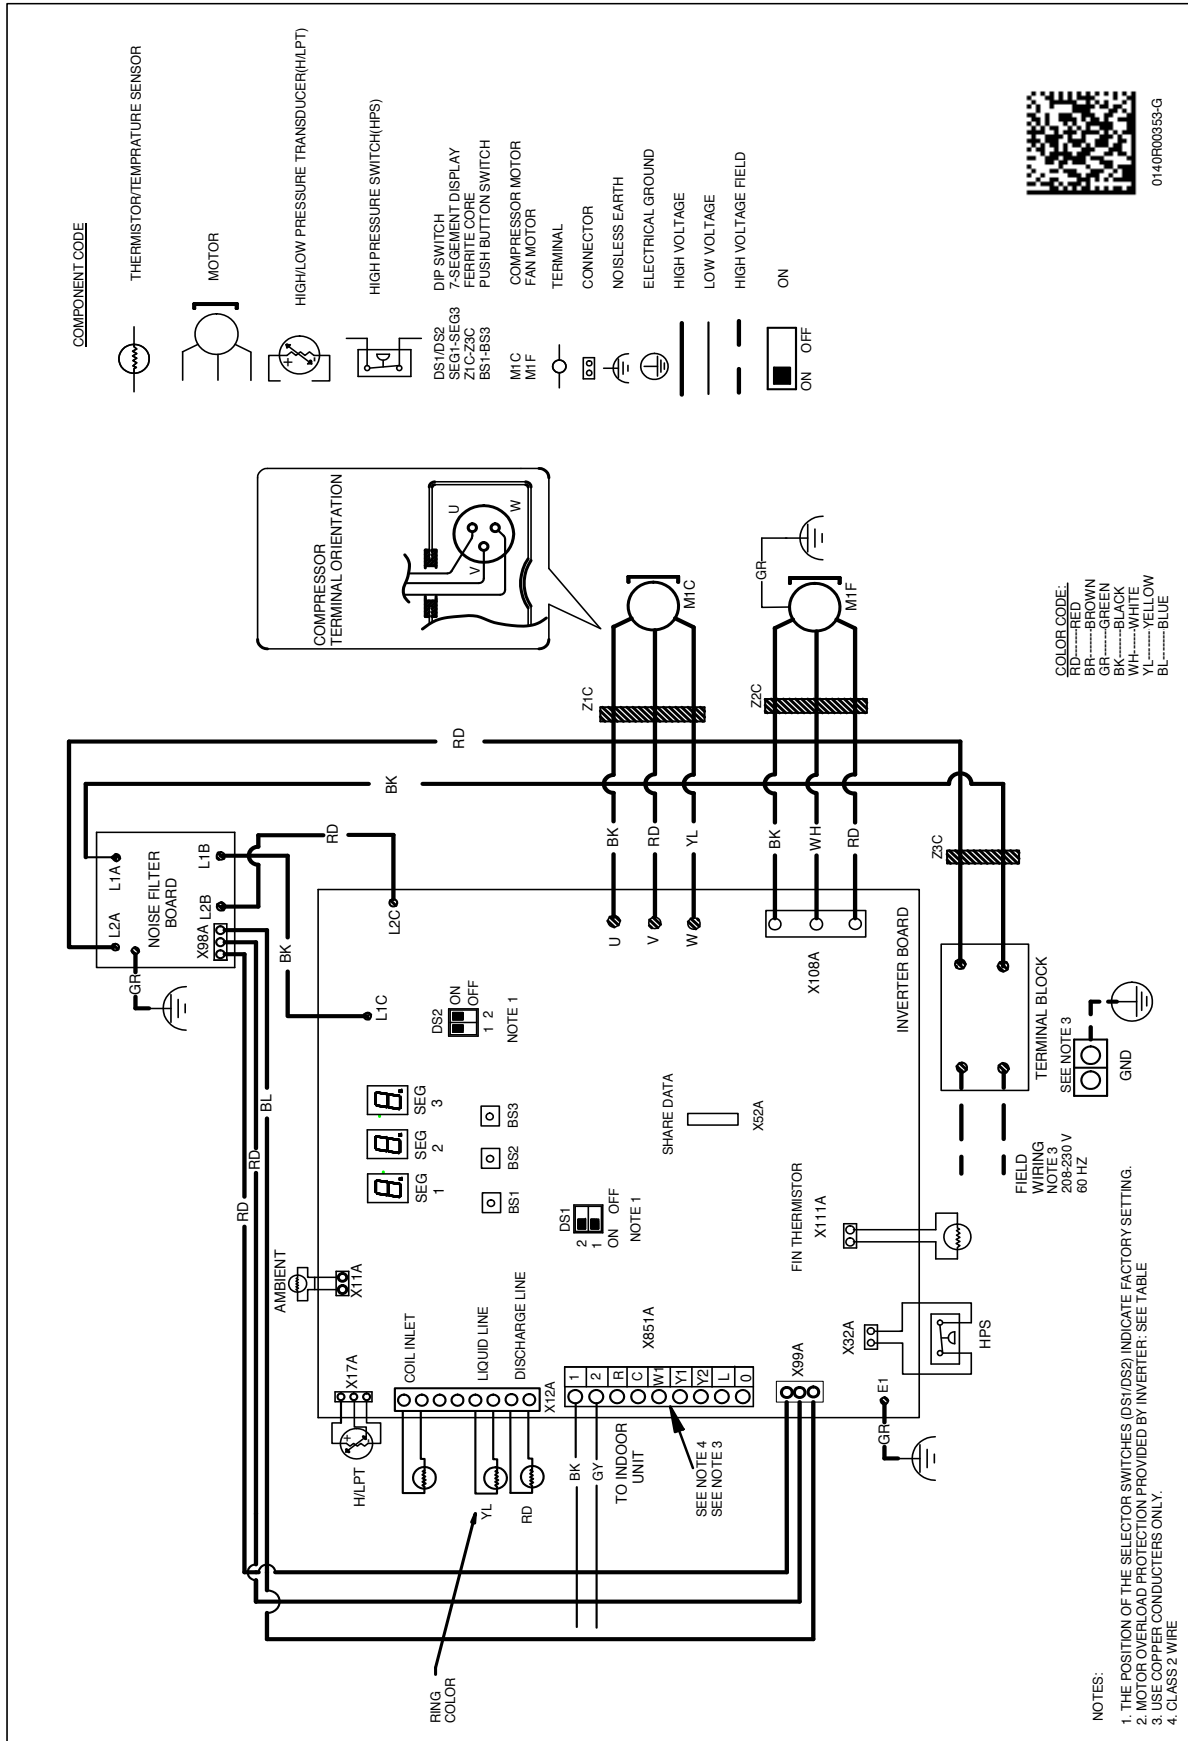 COMPONENT CODE
THERMISTOR/TEMPRATURE SENSOR
MOTOR
HIGH/LOW PRESSURE TRANSDUCER(H/LPT)
HIGH PRESSURE SWITCH(HPS)
DS1/DS2 DIP SWITCH
SEG1-SEG3 7-SEGEMENT DISPLAY
Z1C-Z3C FERRITE CORE
BS1-BS3 PUSH BUTTON SWITCH
M1C COMPRESSOR MOTOR
M1F FAN MOTOR
TERMINAL
CONNECTOR
NOISLESS EARTH
ELECTRICAL GROUND
HIGH VOLTAGE
LOW VOLTAGE
HIGH VOLTAGE FIELD
ON OFF ON
0140R00353-G
COMPRESSOR
TERMINAL ORIENTATION
U
V
W
M1C
GR
M1F
Z1C
Z2C
COLOR CODE:
RD-------RED
BR-------BROWN
GR-------GREEN
BK-------BLACK
WH------WHITE
YL-------YELLOW
BL-------BLUE
RD
BK
BK
RD
YL
BK
WH
RD
Z3C
L2A
L1A
NOISE FILTER
BOARD
X98A
L2B
L1B
GR
RD
BK
L2C
L1C
U
V
W
X108A
INVERTER BOARD
TERMINAL BLOCK
SEE NOTE 3
GND
FIELD
WIRING
NOTE 3
208-230 V
60 HZ
DS2
ON
OFF
1 2
NOTE 1
SEG
1
SEG
2
SEG
3
BS1
BS2
BS3
SHARE DATA
X52A
DS1
2
1
ON OFF
NOTE 1
FIN THERMISTOR
X111A
BL
RD
RD
AMBIENT
X11A
X17A
H/LPT
COIL INLET
LIQUID LINE
DISCHARGE LINE
X12A
YL
RD
RING
COLOR
X851A
1
2
R
C
W1
Y1
Y2
L
0
BK
GY
TO INDOOR
UNIT
SEE NOTE 4
SEE NOTE 3
X99A
X32A
HPS
E1
GR
NOTES:
1. THE POSITION OF THE SELECTOR SWITCHES (DS1/DS2) INDICATE FACTORY SETTING.
2. MOTOR OVERLOAD PROTECTION PROVIDED BY INVERTER: SEE TABLE
3. USE COPPER CONDUCTERS ONLY.
4. CLASS 2 WIRE